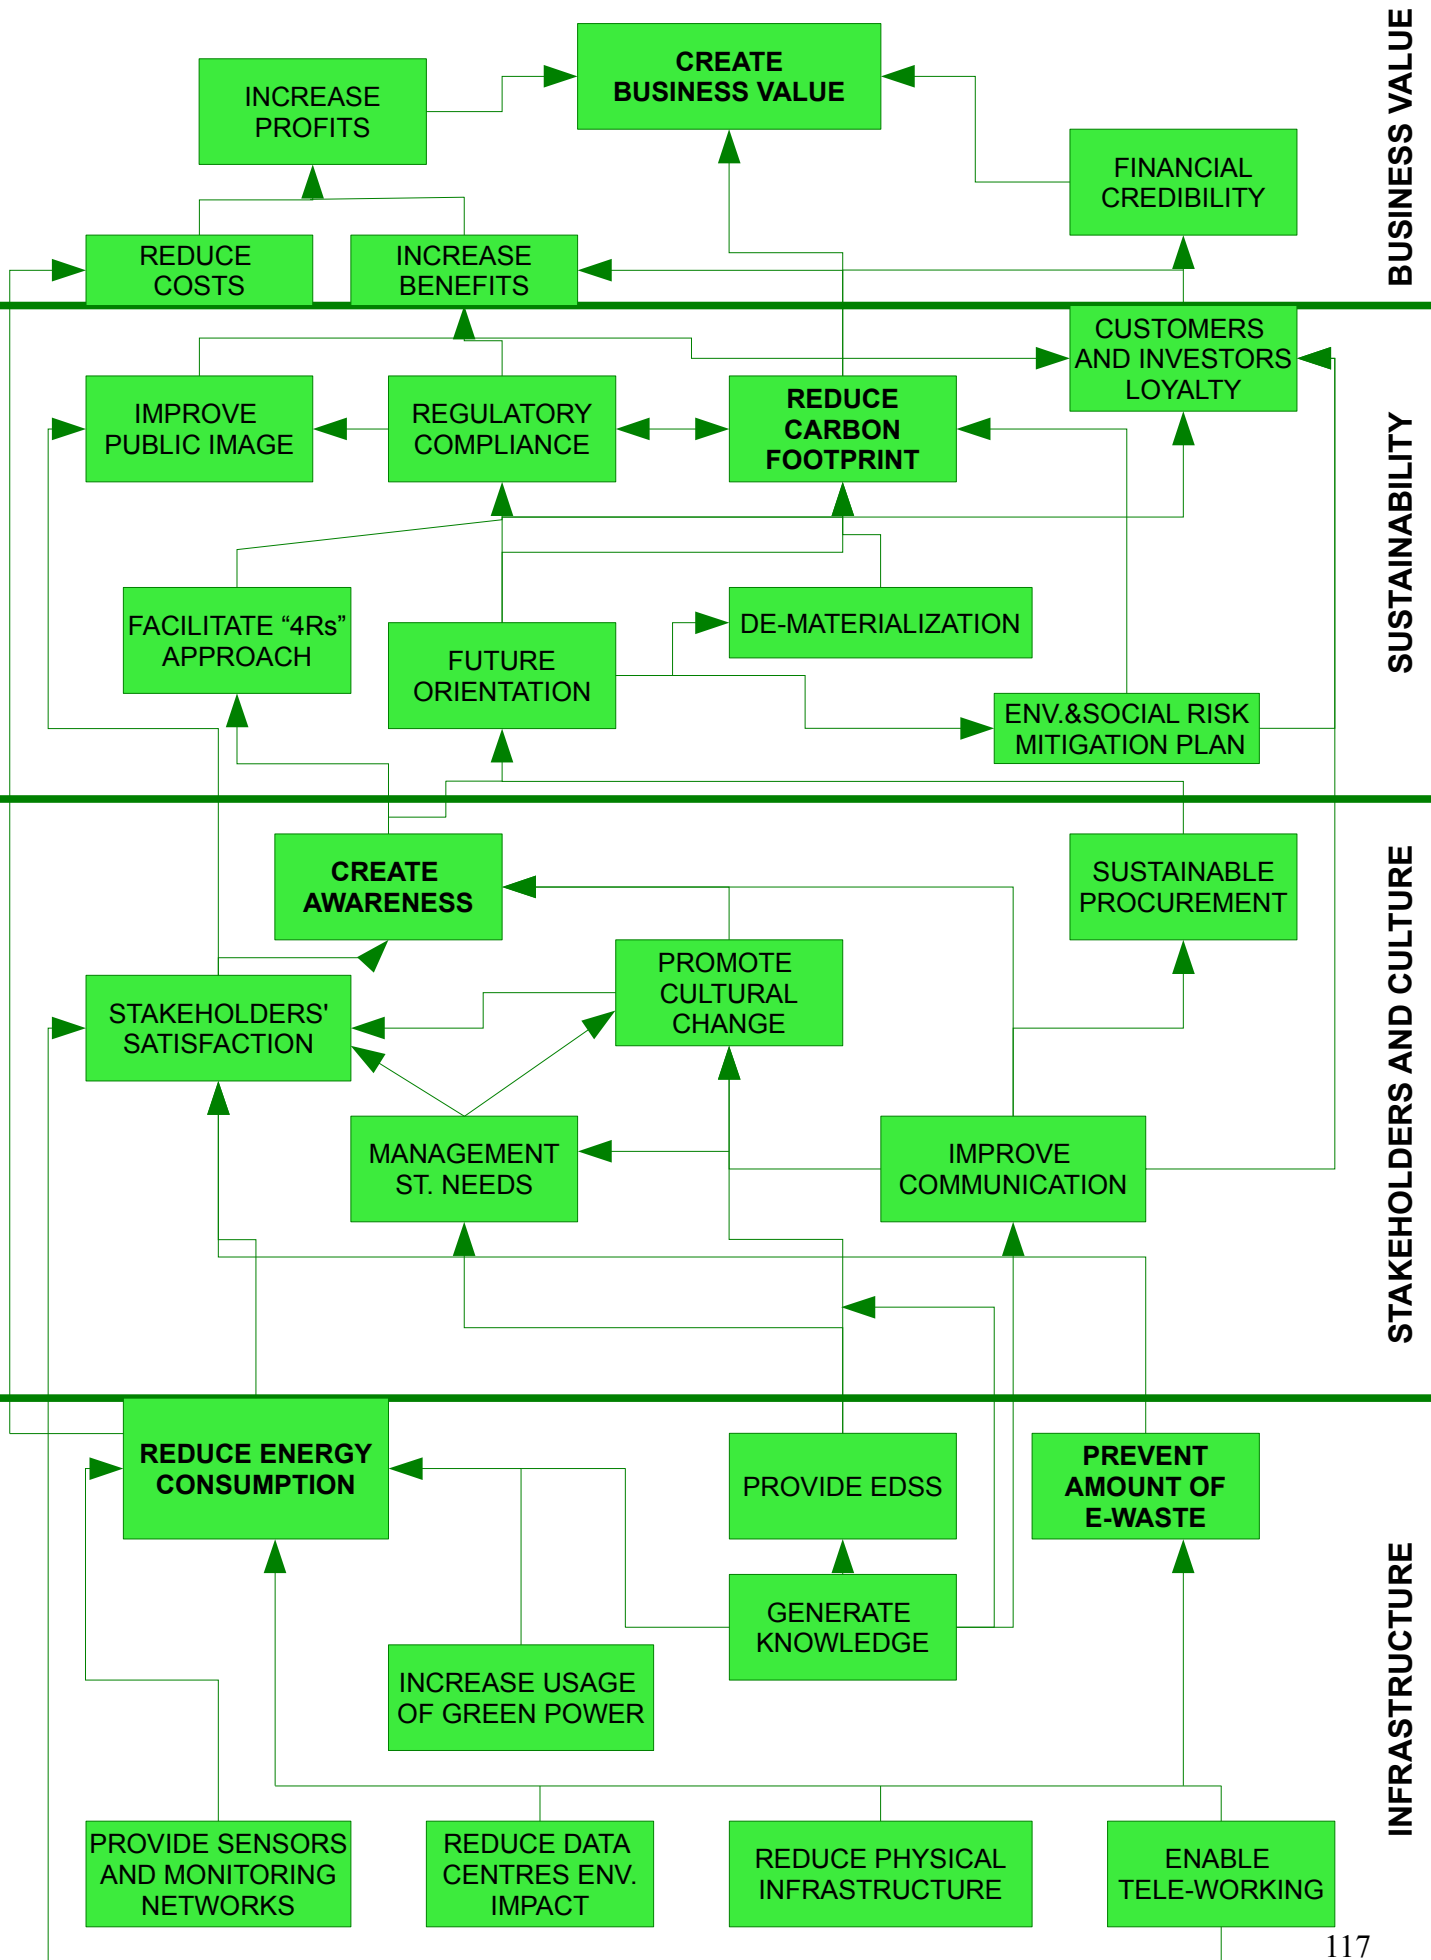 CREATE
BUSINESS VALUE
INCREASE
PROFITS
FINANCIAL
CREDIBILITY
REDUCE
COSTS
INCREASE
BENEFITS
BUSINESS VALUE
CUSTOMERS
AND INVESTORS
LOYALTY
IMPROVE
PUBLIC IMAGE
REGULATORY
COMPLIANCE
REDUCE
CARBON
FOOTPRINT
FACILITATE “4Rs”
APPROACH
FUTURE
ORIENTATION
DE-MATERIALIZATION
ENV.&SOCIAL RISK
MITIGATION PLAN
SUSTAINABILITY
CREATE
AWARENESS
SUSTAINABLE
PROCUREMENT
PROMOTE
CULTURAL
CHANGE
STAKEHOLDERS'
SATISFACTION
MANAGEMENT
ST. NEEDS
IMPROVE
COMMUNICATION
STAKEHOLDERS AND CULTURE
REDUCE ENERGY
CONSUMPTION
PROVIDE EDSS
PREVENT
AMOUNT OF
E-WASTE
GENERATE
KNOWLEDGE
INCREASE USAGE
OF GREEN POWER
PROVIDE SENSORS
AND MONITORING
NETWORKS
REDUCE DATA
CENTRES ENV.
IMPACT
REDUCE PHYSICAL
INFRASTRUCTURE
ENABLE
TELE-WORKING
INFRASTRUCTURE
117